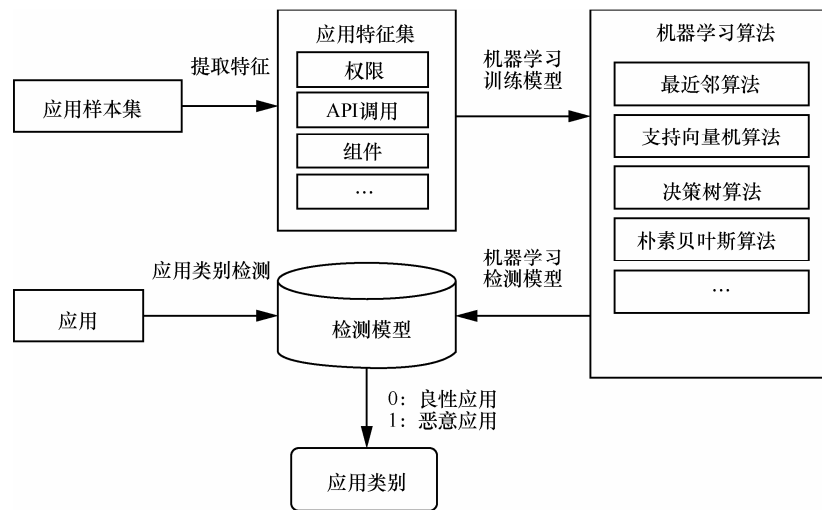 应用特征集
机器学习算法
提取特征
权限
机器学习
训练模型
最近邻算法
应用样本集
API调用
支持向量机算法
组件
决策树算法
…
朴素贝叶斯算法
应用类别检测
机器学习
检测模型
…
应用
检测模型
0: 良性应用
1: 恶意应用
应用类别